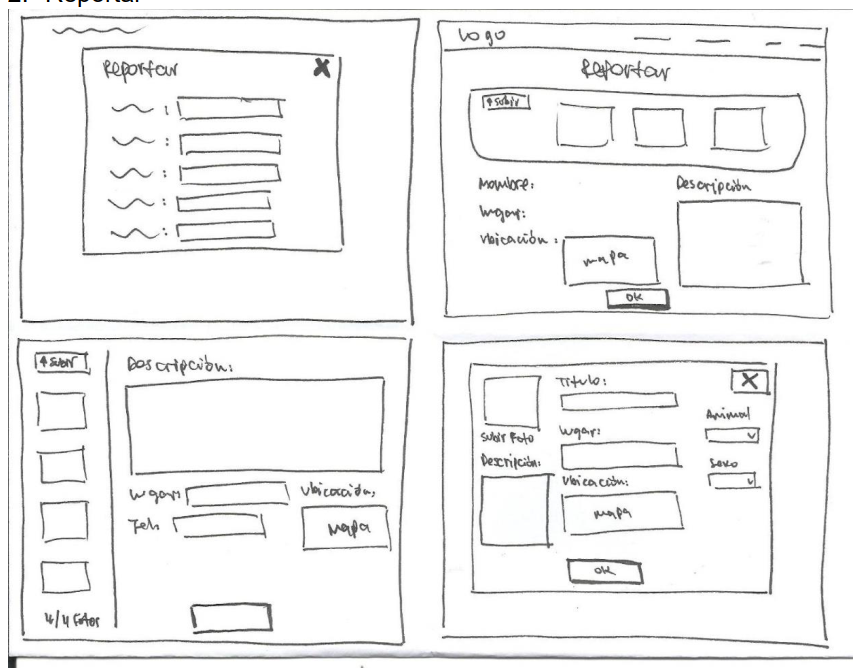 2. Reportar
Reportar X
Logo
Reportar
↑ subir
Nombre:
Descripción
lugar:
Ubicación:
mapa
OK
↑ subir
Descripción:
lugar:
Ubicación:
Tel:
mapa
4/4 Fotos
X
Titulo:
Animal
subir Foto
lugar:
Descripción:
Sexo
Ubicación:
mapa
OK